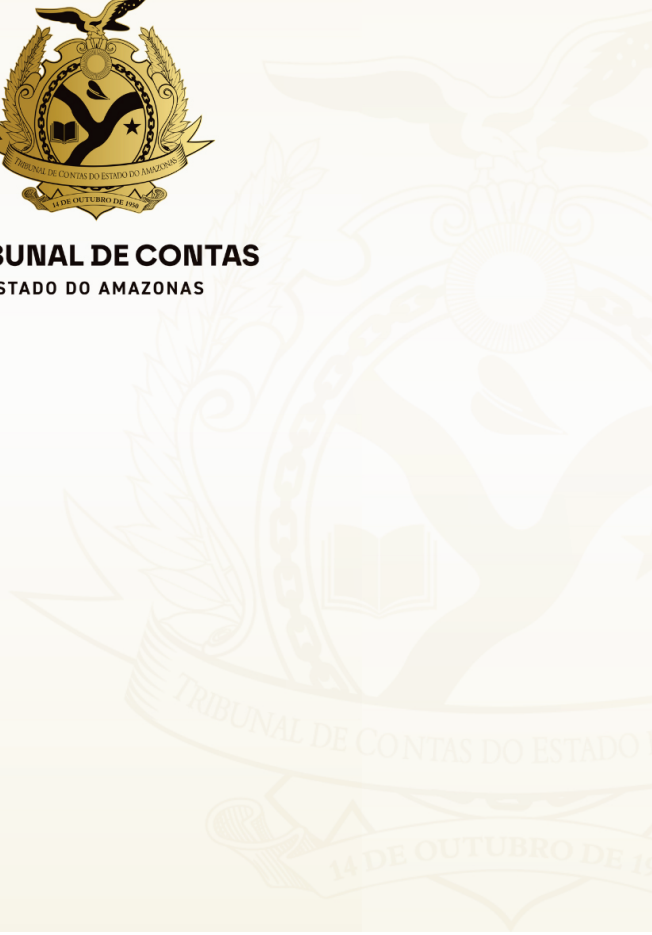 TRIBUNAL DE CONTAS DO ESTADO DO AMAZONAS
14 DE OUTUBRO DE 1950
BUNAL DE CONTAS
STADO DO AMAZONAS
TRIBUNAL DE CONTAS DO ESTADO
14 DE OUTUBRO DE 19